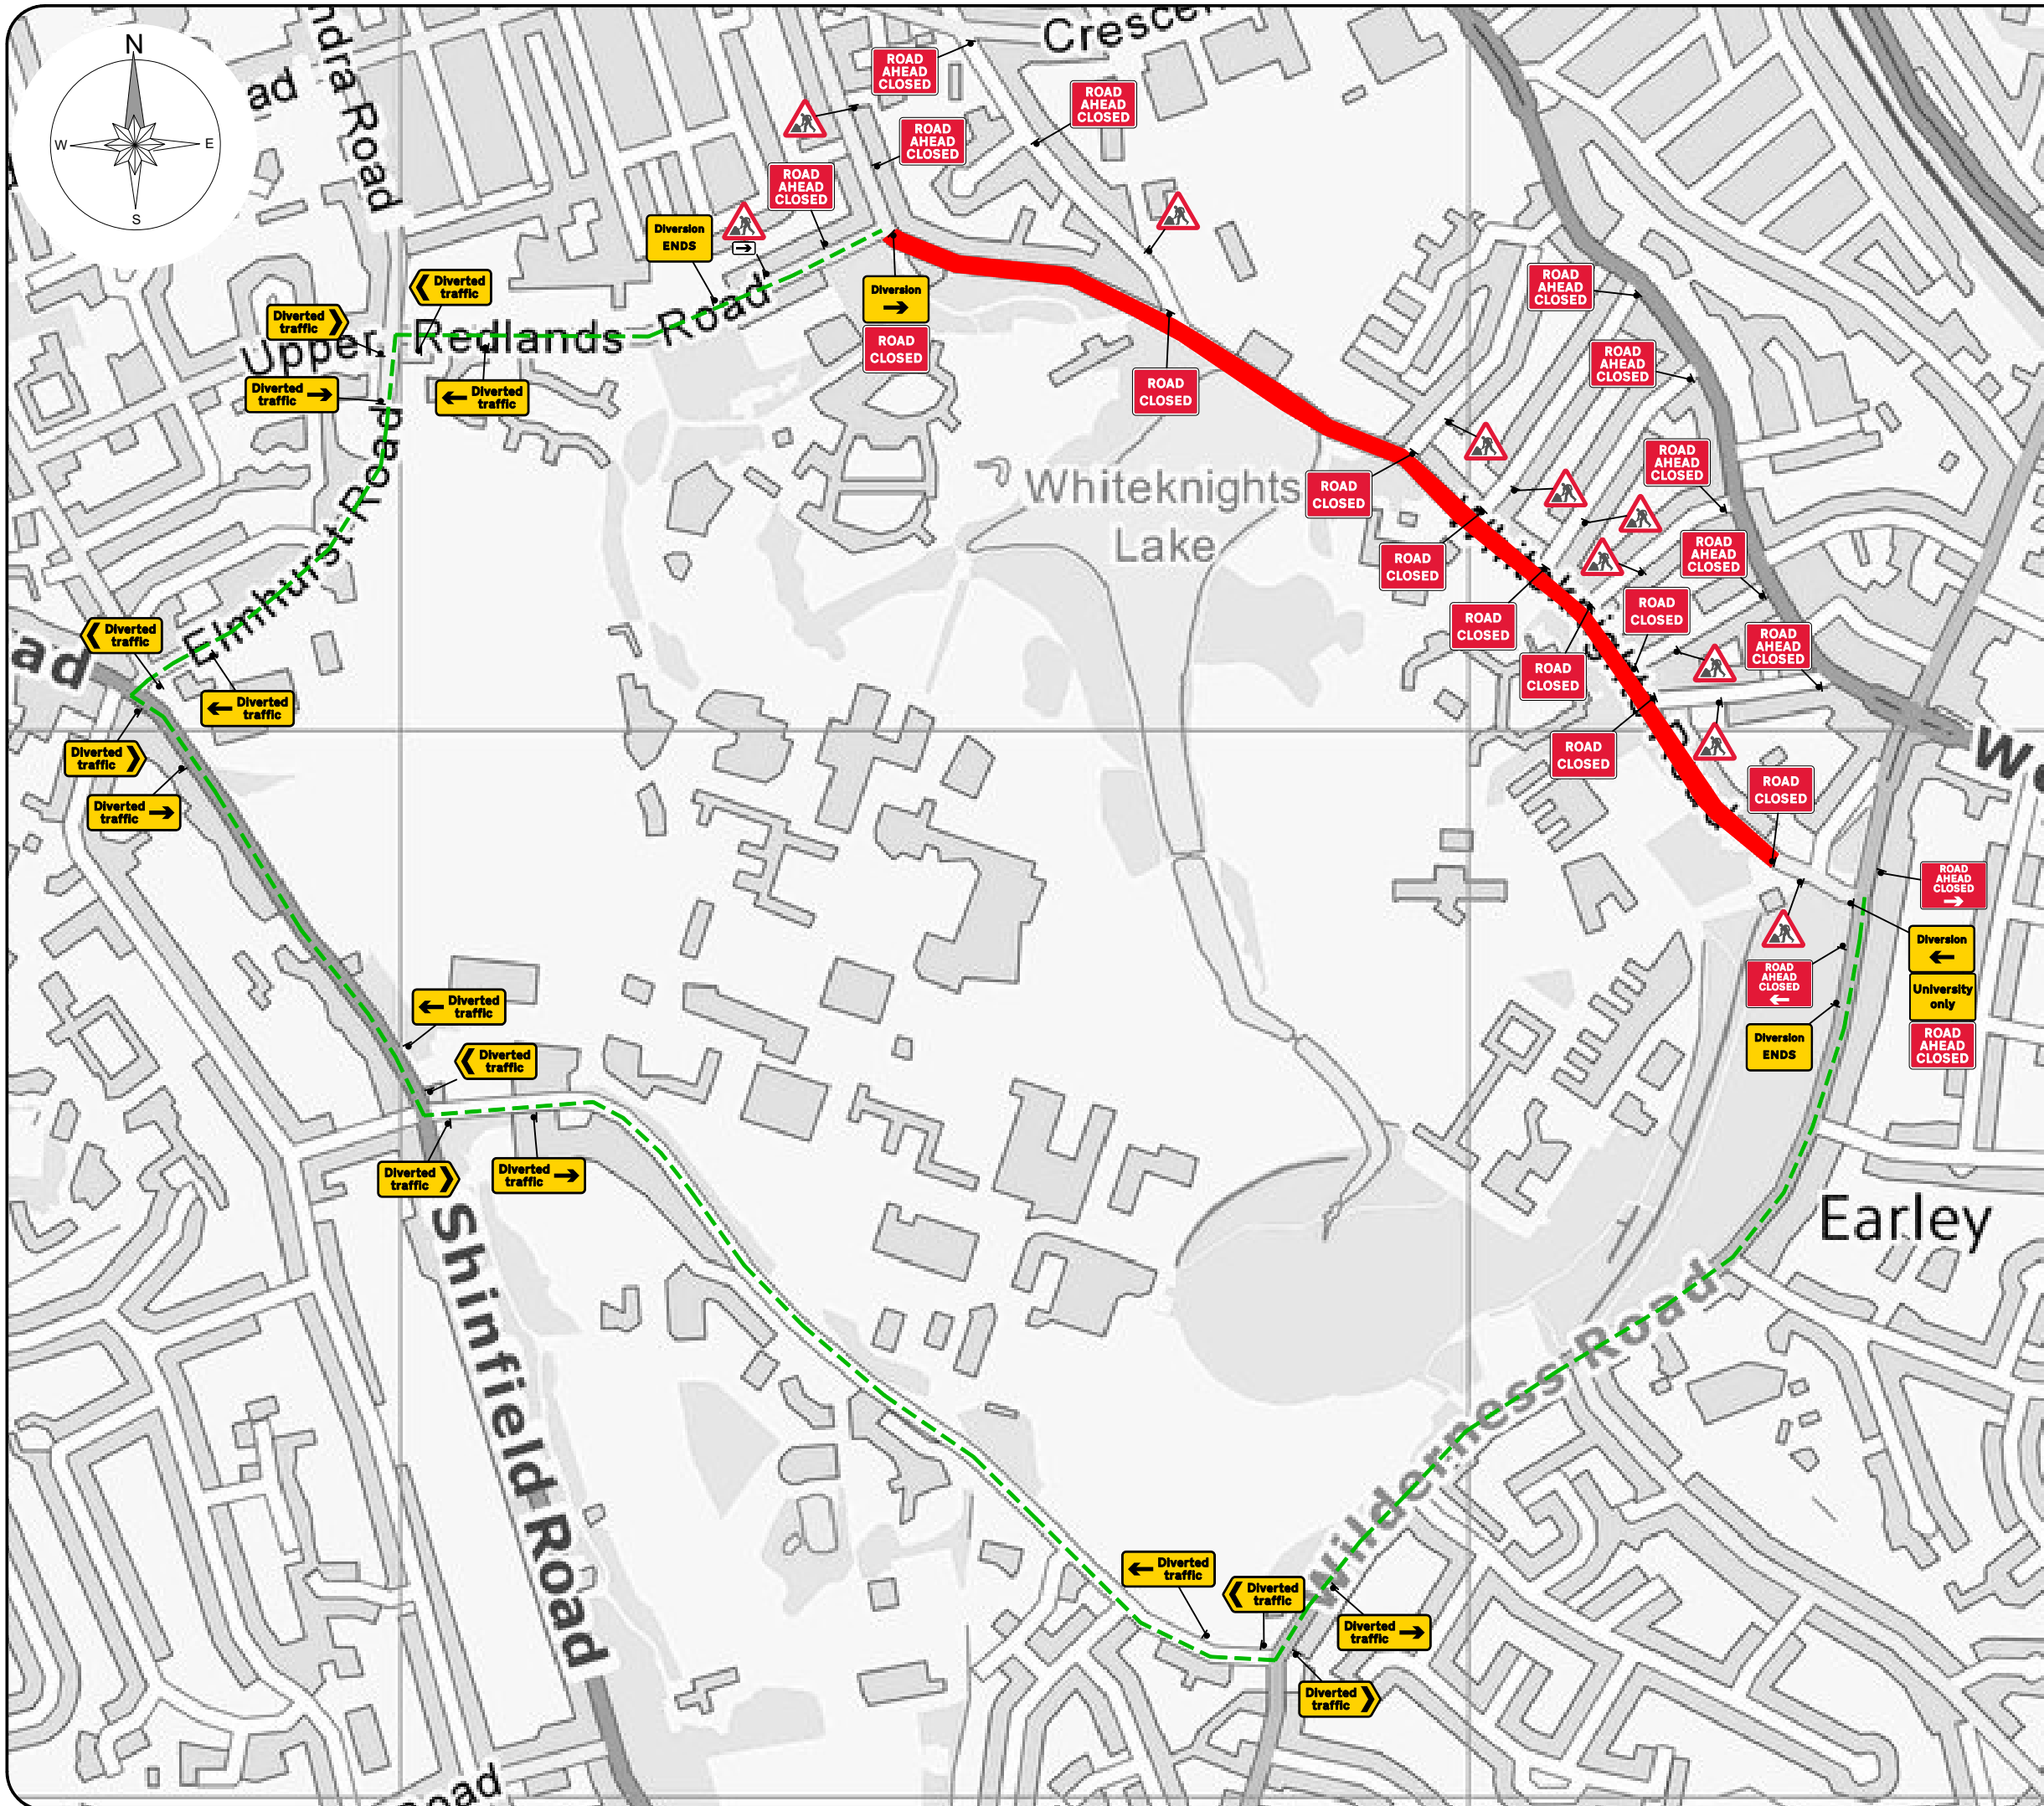 N
W
E
S
ndra Road
ad
Crescen
ROAD
AHEAD
CLOSED
ROAD
AHEAD
CLOSED
ROAD
AHEAD
CLOSED
ROAD
AHEAD
CLOSED
Diversion
ENDS
Diverted
traffic
Diverted
traffic
Upper Redlands Road
Diverted
traffic
Diverted
traffic
Diversion
ROAD
CLOSED
ROAD
CLOSED
ROAD
AHEAD
CLOSED
ROAD
AHEAD
CLOSED
ROAD
AHEAD
CLOSED
ROAD
AHEAD
CLOSED
ROAD
AHEAD
CLOSED
Whiteknights
Lake
ROAD
CLOSED
ROAD
CLOSED
ROAD
CLOSED
ROAD
CLOSED
ROAD
CLOSED
ROAD
CLOSED
ROAD
CLOSED
Elmhurst Road
ad
Diverted
traffic
Diverted
traffic
Diverted
traffic
Diverted
traffic
We
ROAD
AHEAD
CLOSED
Diversion
University
only
ROAD
AHEAD
CLOSED
ROAD
AHEAD
CLOSED
Diversion
ENDS
Diverted
traffic
Diverted
traffic
Diverted
traffic
Diverted
traffic
Earley
Shinfield Road
Wilderness Road
Diverted
traffic
Diverted
traffic
Diverted
traffic
Diverted
traffic
oad